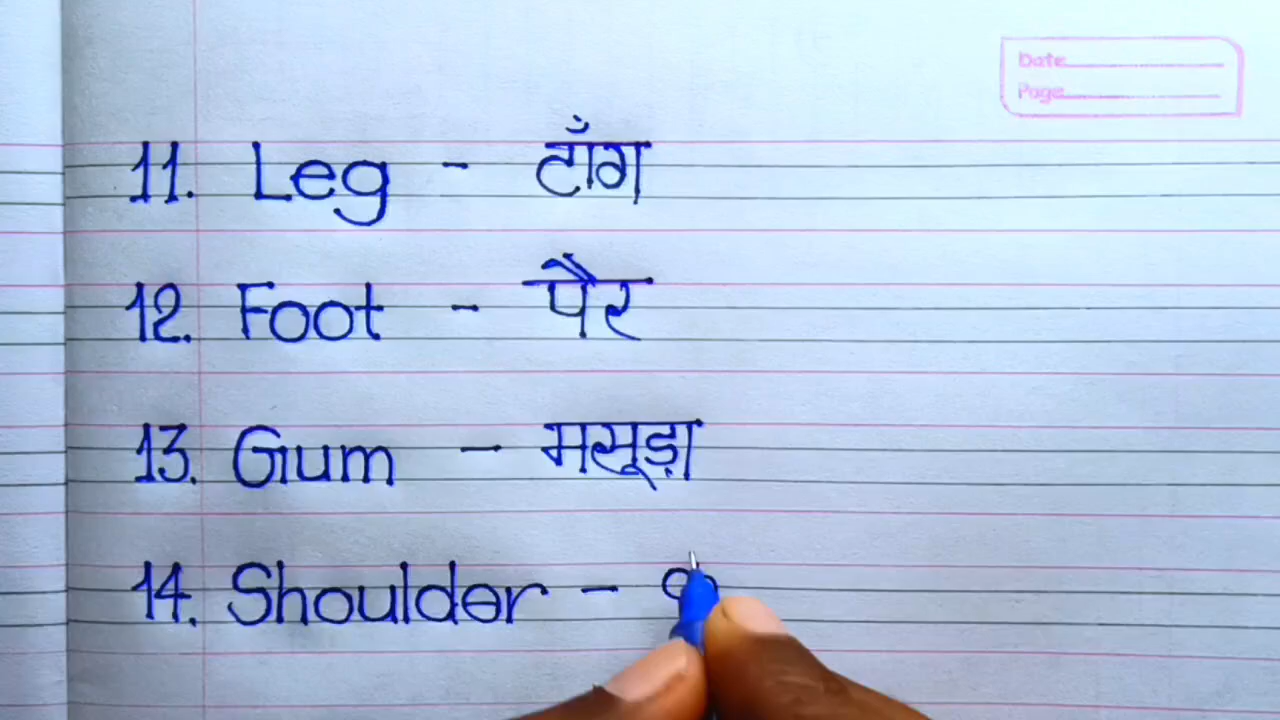 Date
Page
11. Leg - टाँग
12. Foot - पैर
13. Gum - मसूड़ा
14. Shoulder -